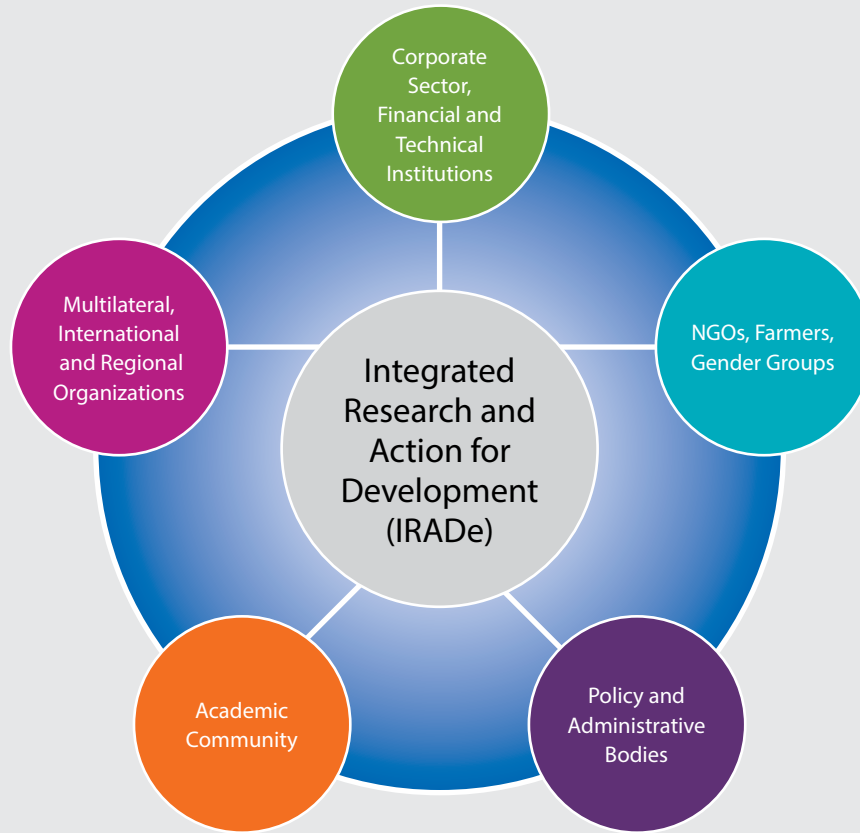 Corporate
Sector,
Financial and
Technical
Institutions
Multilateral,
International
and Regional
Organizations
NGOs, Farmers,
Gender Groups
Integrated
Research and
Action for
Development
(IRADe)
Academic
Community
Policy and
Administrative
Bodies